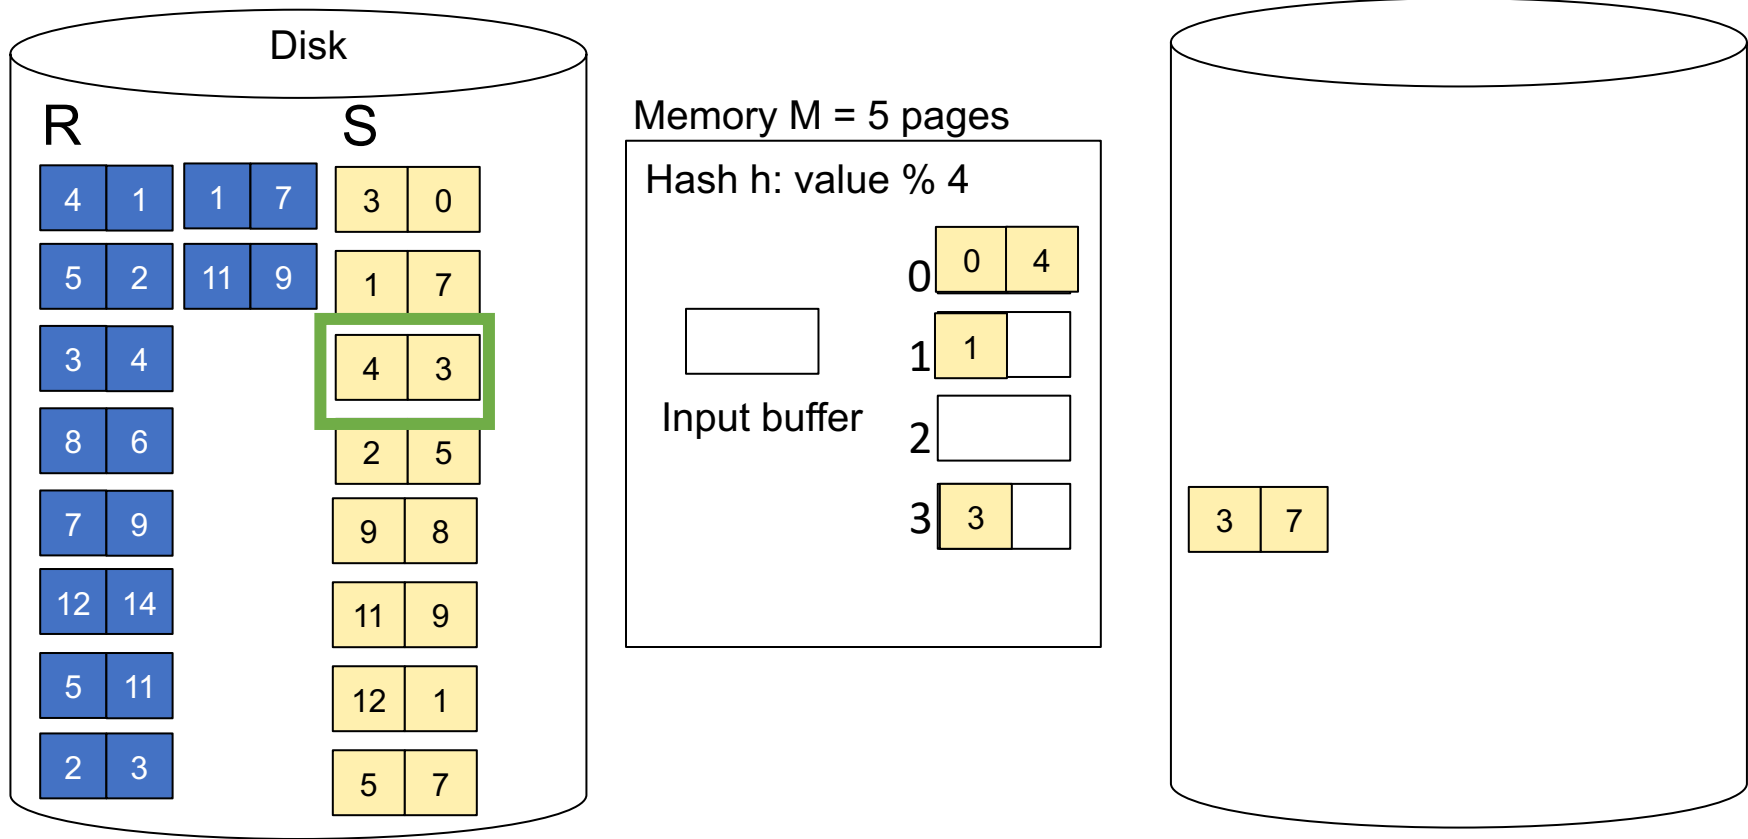 Disk
R S
4 1 1 7 3 0
5 2 11 9 1 7
3 4 4 3
8 6 2 5
7 9 9 8
12 14 11 9
5 11 12 1
2 3 5 7
Memory M = 5 pages
Hash h: value % 4
0 0 4
1 1
Input buffer
2
3 3
3 7